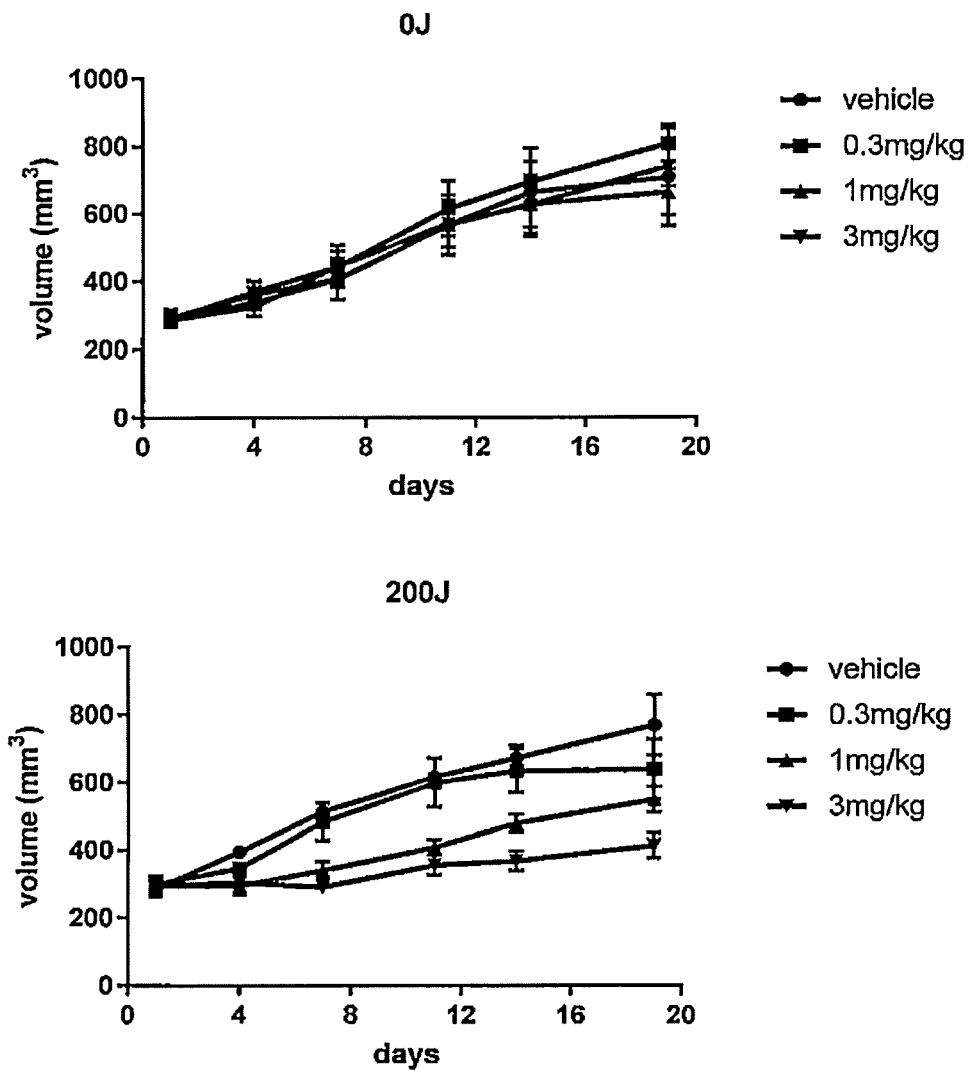 0J
1000
800
600
400
200
0
volume (mm³)
0 4 8 12 16 20
days
vehicle
0.3mg/kg
1mg/kg
3mg/kg
200J
1000
800
600
400
200
0
volume (mm³)
0 4 8 12 16 20
days
vehicle
0.3mg/kg
1mg/kg
3mg/kg